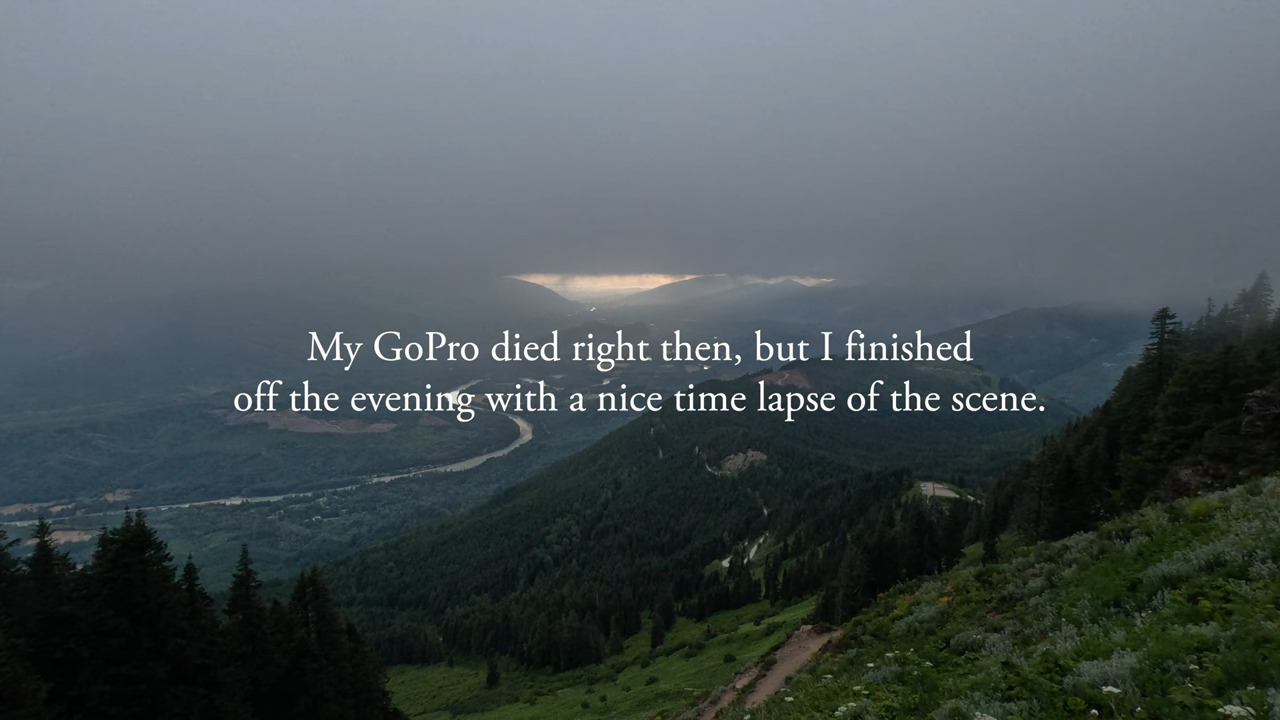 My GoPro died right then, but I finished
off the evening with a nice time lapse of the scene.